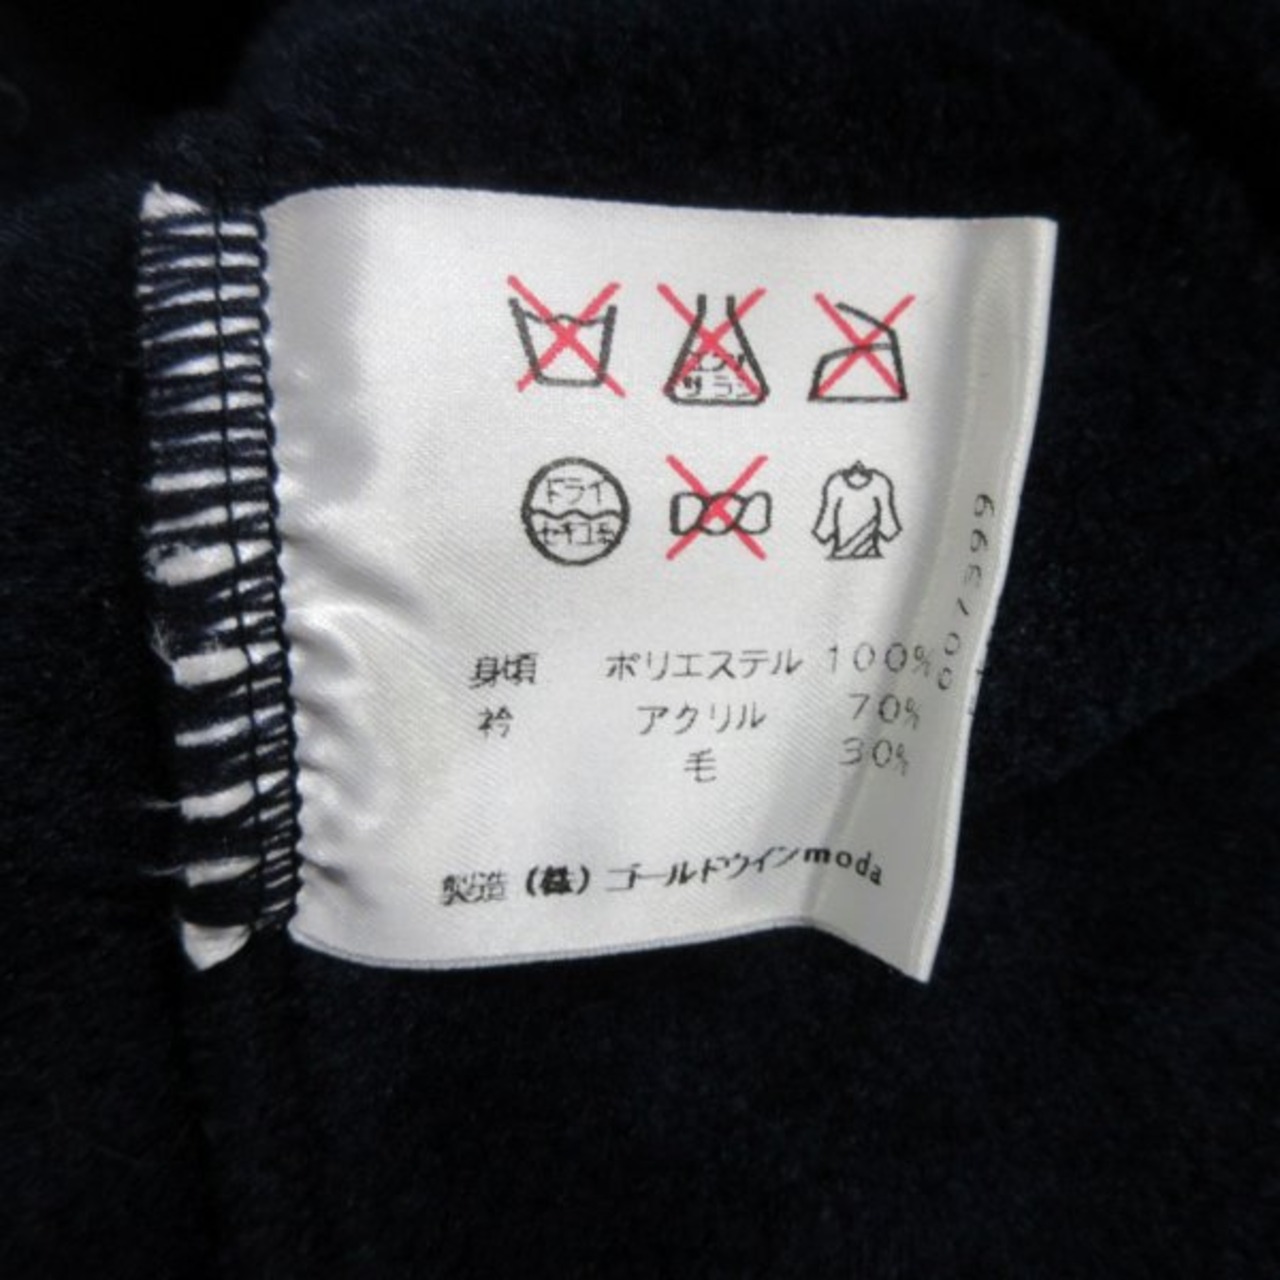 エンソ
サラシ
ドライ
セキユ系
身頃 ポリエステル 100%
衿 アクリル 70%
毛 30%
製造 (株) ゴールドウインmoda